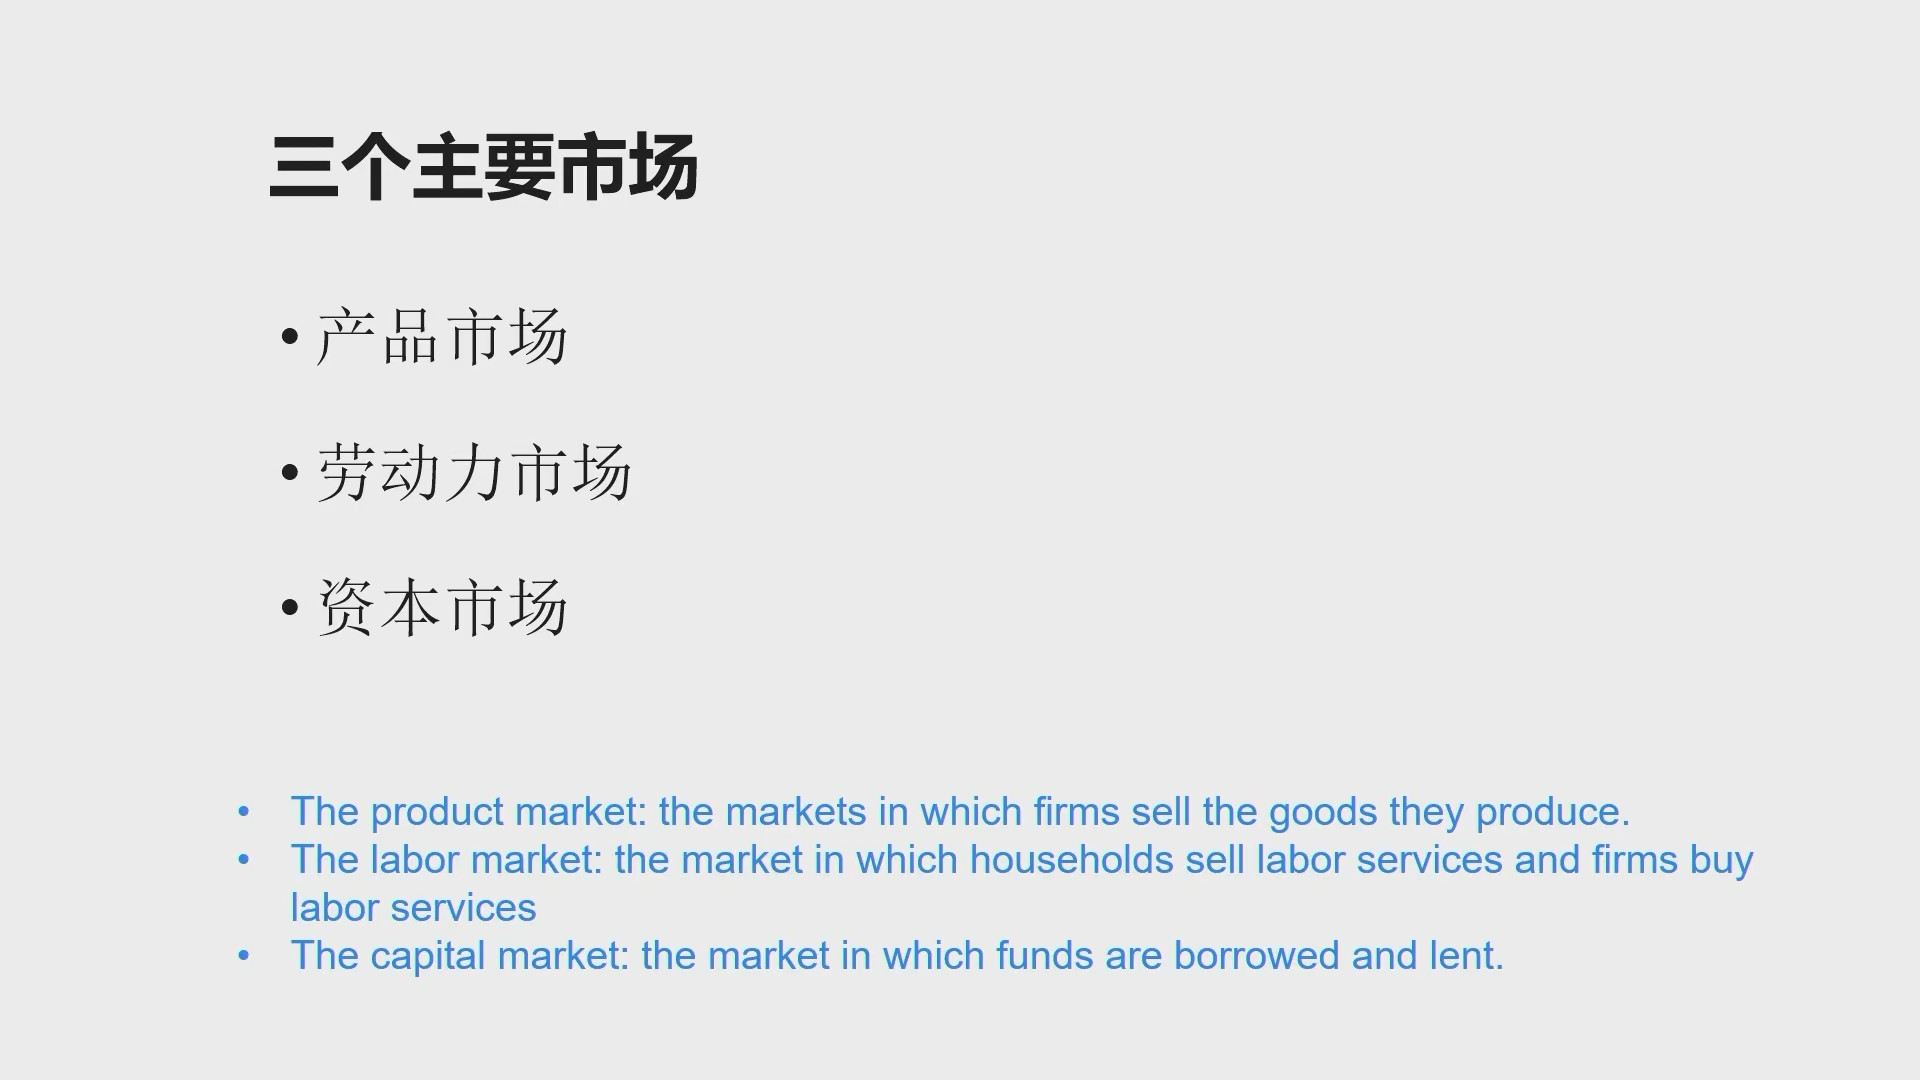 三个主要市场
• 产品市场
• 劳动力市场
• 资本市场
• The product market: the markets in which firms sell the goods they produce.
• The labor market: the market in which households sell labor services and firms buy
labor services
• The capital market: the market in which funds are borrowed and lent.